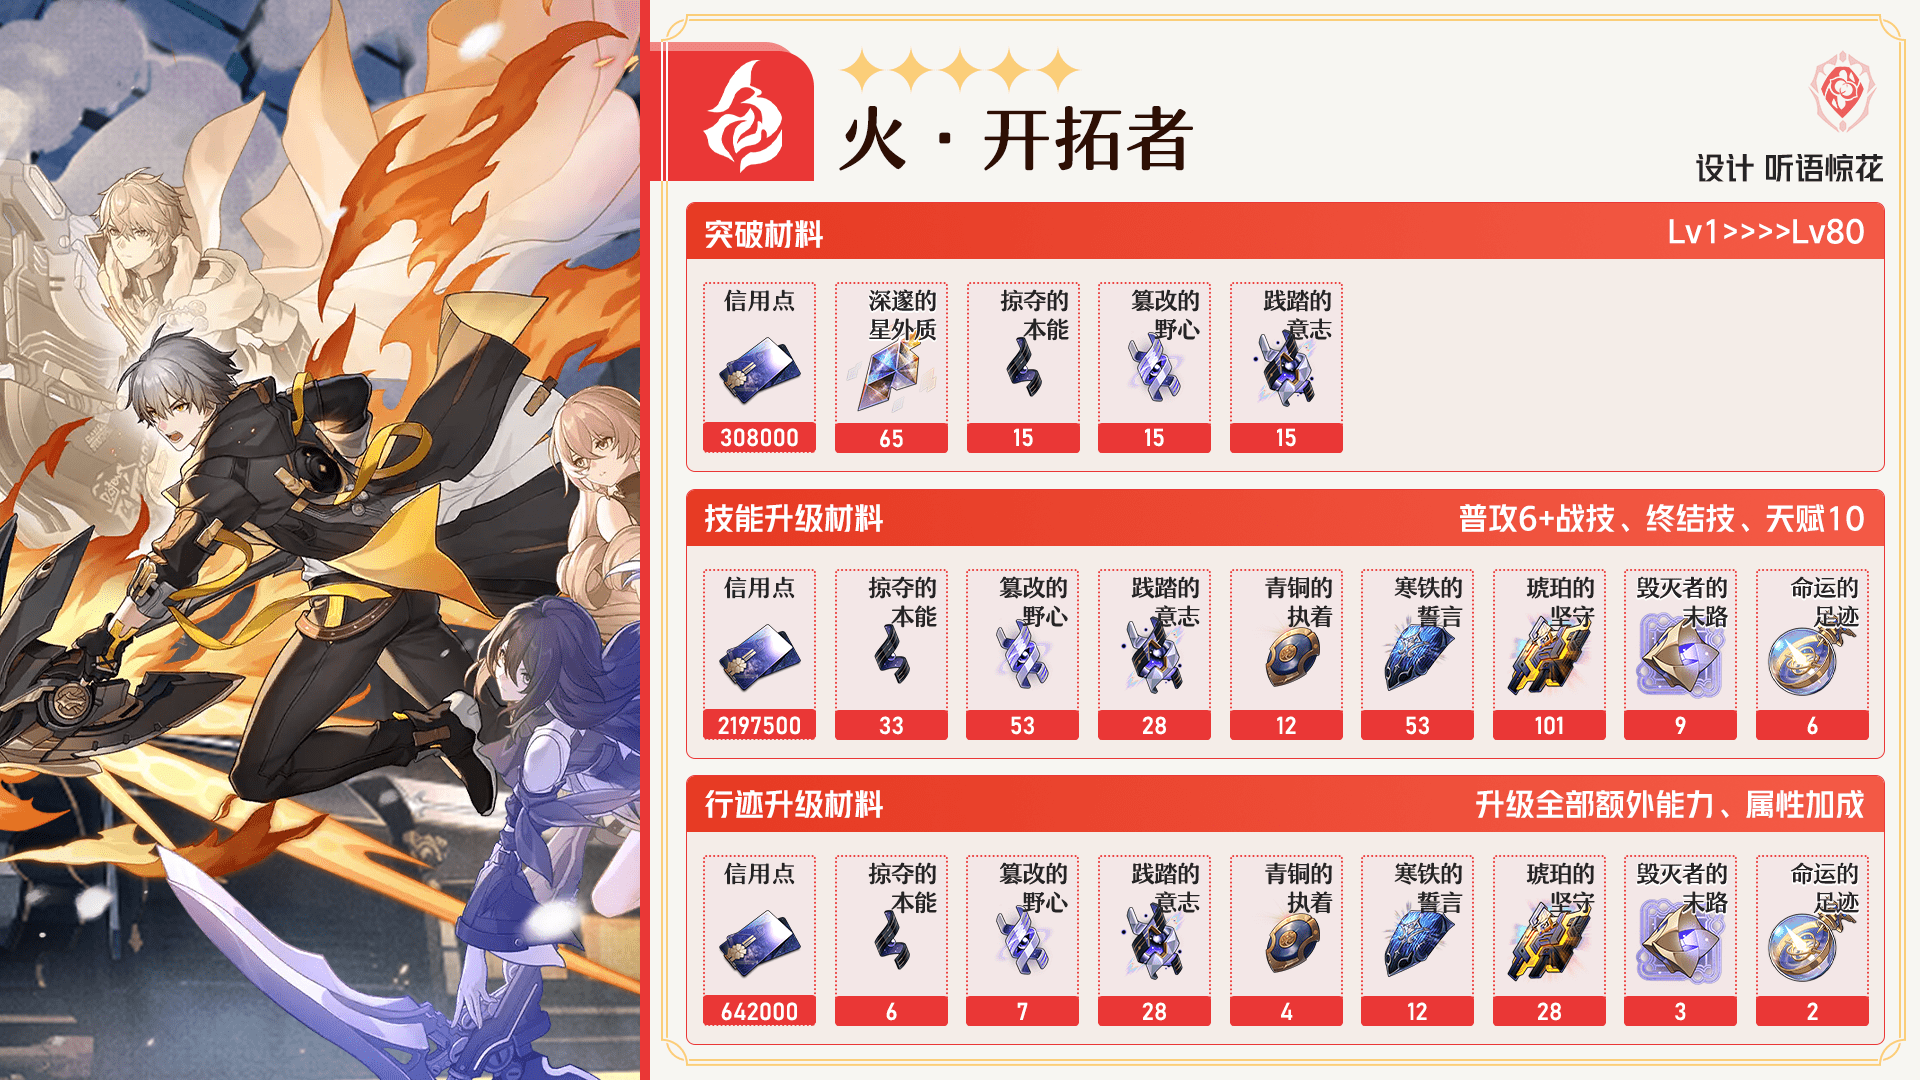 火·开拓者
设计 听语惊花
突破材料
Lv1>>>>Lv80
信用点
深邃的
星外质
掠夺的
本能
篡改的
野心
践踏的
意志
308000
65
15
15
15
技能升级材料
普攻6+战技、终结技、天赋10
信用点
掠夺的
本能
篡改的
野心
践踏的
意志
青铜的
执着
寒铁的
誓言
琥珀的
坚守
毁灭者的
末路
命运的
足迹
2197500
33
53
28
12
53
101
9
6
行迹升级材料
升级全部额外能力、属性加成
信用点
掠夺的
本能
篡改的
野心
践踏的
意志
青铜的
执着
寒铁的
誓言
琥珀的
坚守
毁灭者的
末路
命运的
足迹
642000
6
7
28
4
12
28
3
2